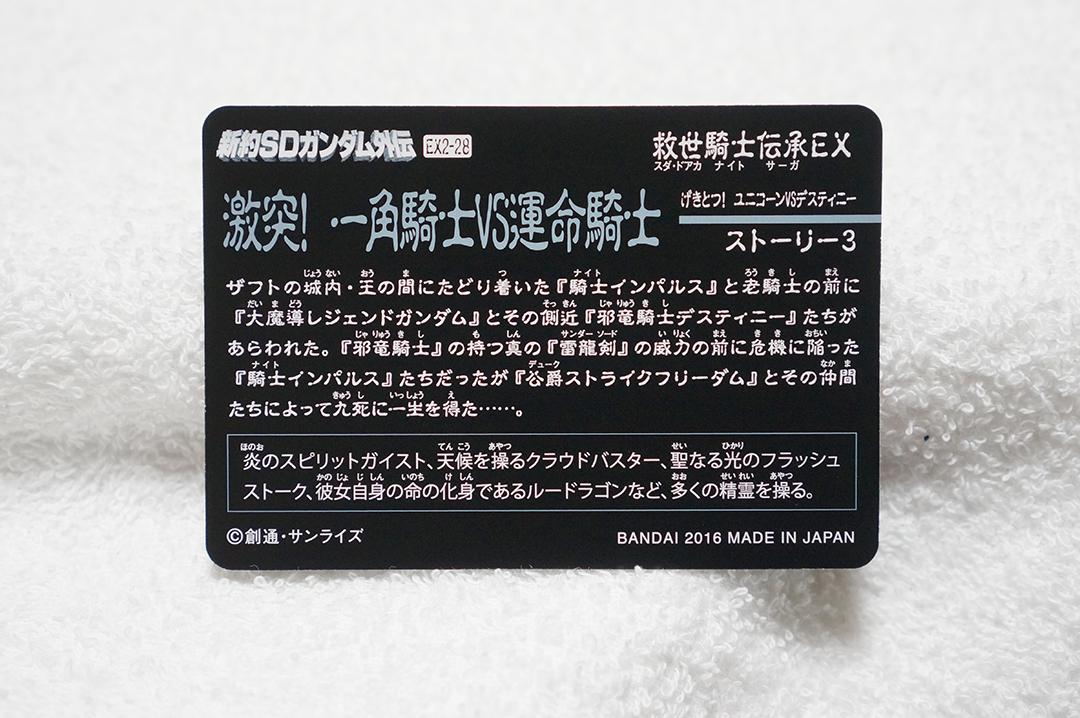 新約SDガンダム外伝 EX2-28
救世騎士伝承EX
スダ・ドアカ ナイト サーガ
激突! 一角騎士VS運命騎士
げきとつ! ユニコーンVSデスティニー
ストーリー3
ザフトの城内・王の間にたどり着いた『騎士インパルス』と老騎士の前に
『大魔導レジェンドガンダム』とその側近『邪竜騎士デスティニー』たちが
あらわれた。『邪竜騎士』の持つ真の『雷龍剣』の威力の前に危機に陥った
『騎士インパルス』たちだったが『公爵ストライクフリーダム』とその仲間
たちによって九死に一生を得た……。
炎のスピリットガイスト、天候を操るクラウドバスター、聖なる光のフラッシュ
ストーク、彼女自身の命の化身であるルードラゴンなど、多くの精霊を操る。
©創通・サンライズ
BANDAI 2016 MADE IN JAPAN